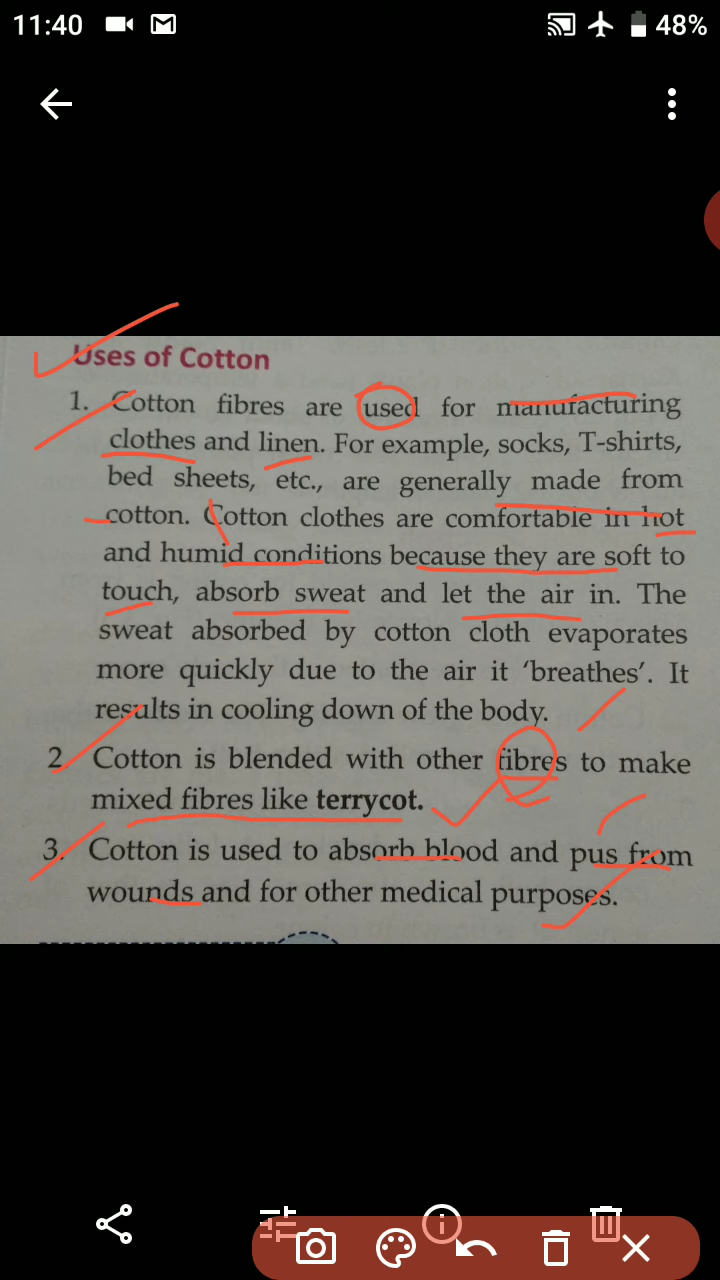 11:40
48%
Uses of Cotton
1. Cotton fibres are used for manufacturing
clothes and linen. For example, socks, T-shirts,
bed sheets, etc., are generally made from
cotton. Cotton clothes are comfortable in hot
and humid conditions because they are soft to
touch, absorb sweat and let the air in. The
sweat absorbed by cotton cloth evaporates
more quickly due to the air it ‘breathes’. It
results in cooling down of the body.
2. Cotton is blended with other fibres to make
mixed fibres like terrycot.
3. Cotton is used to absorb blood and pus from
wounds and for other medical purposes.